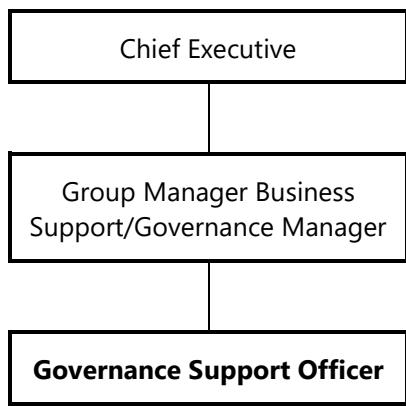 Chief Executive
Group Manager Business
Support/Governance Manager
Governance Support Officer